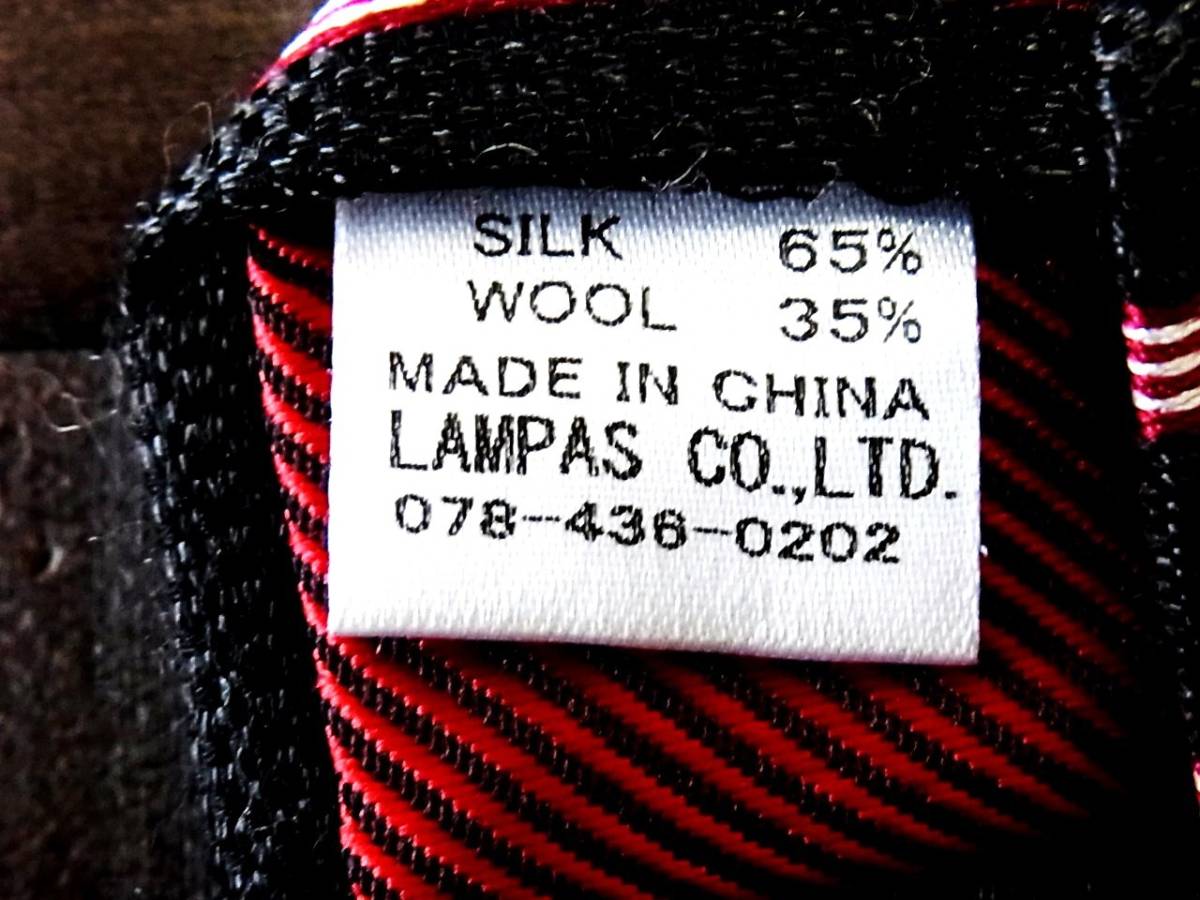 SILK 65%
WOOL 35%
MADE IN CHINA
LAMPAS CO.,LTD.
078-436-0202